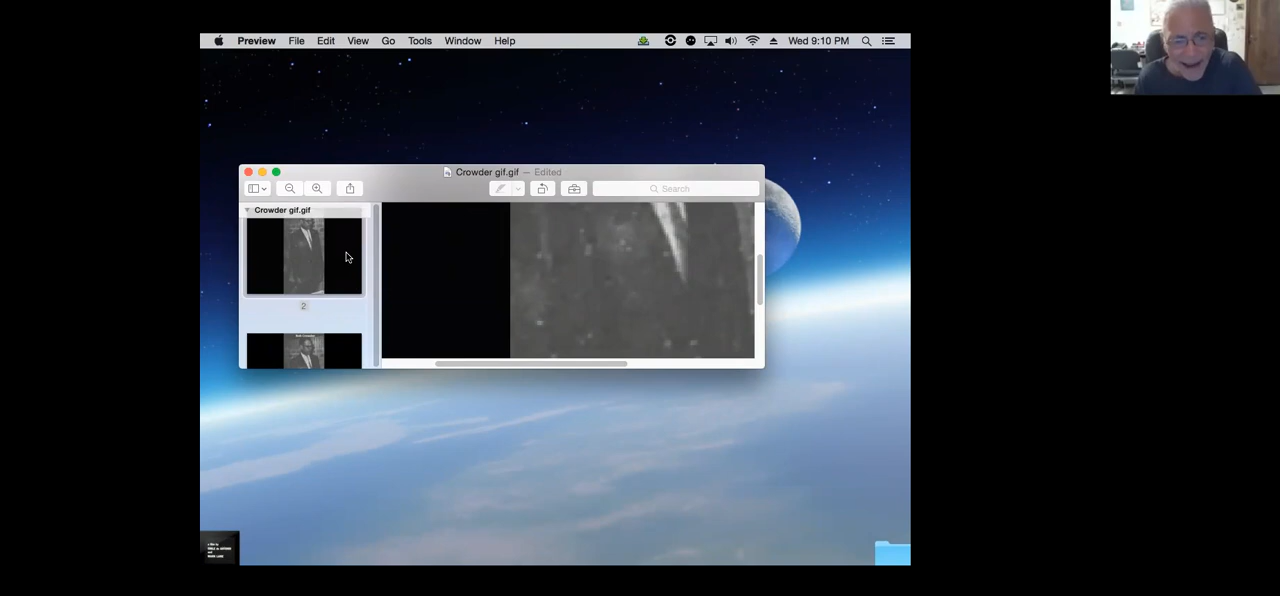 Preview File Edit View Go Tools Window Help Wed 9:10 PM
Crowder gif.gif — Edited
Search
Crowder gif.gif
2